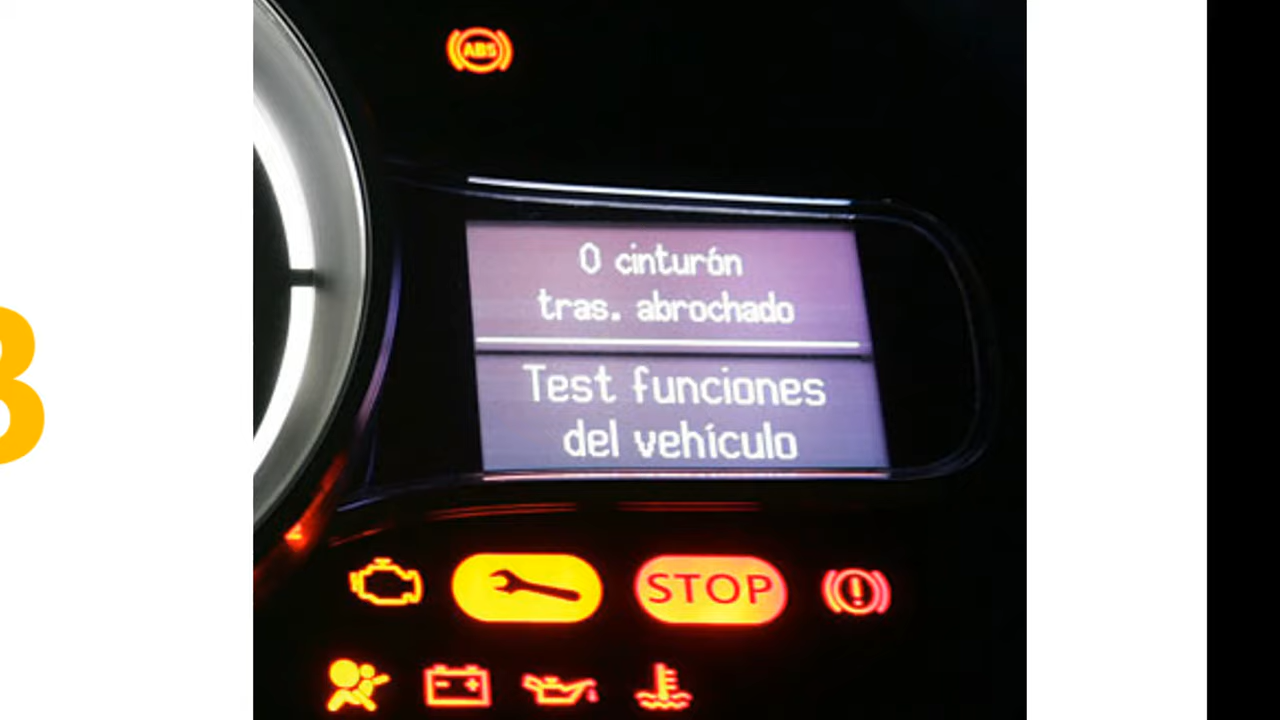 ABS
0 cinturón
tras. abrochado
Test funciones
del vehículo
STOP